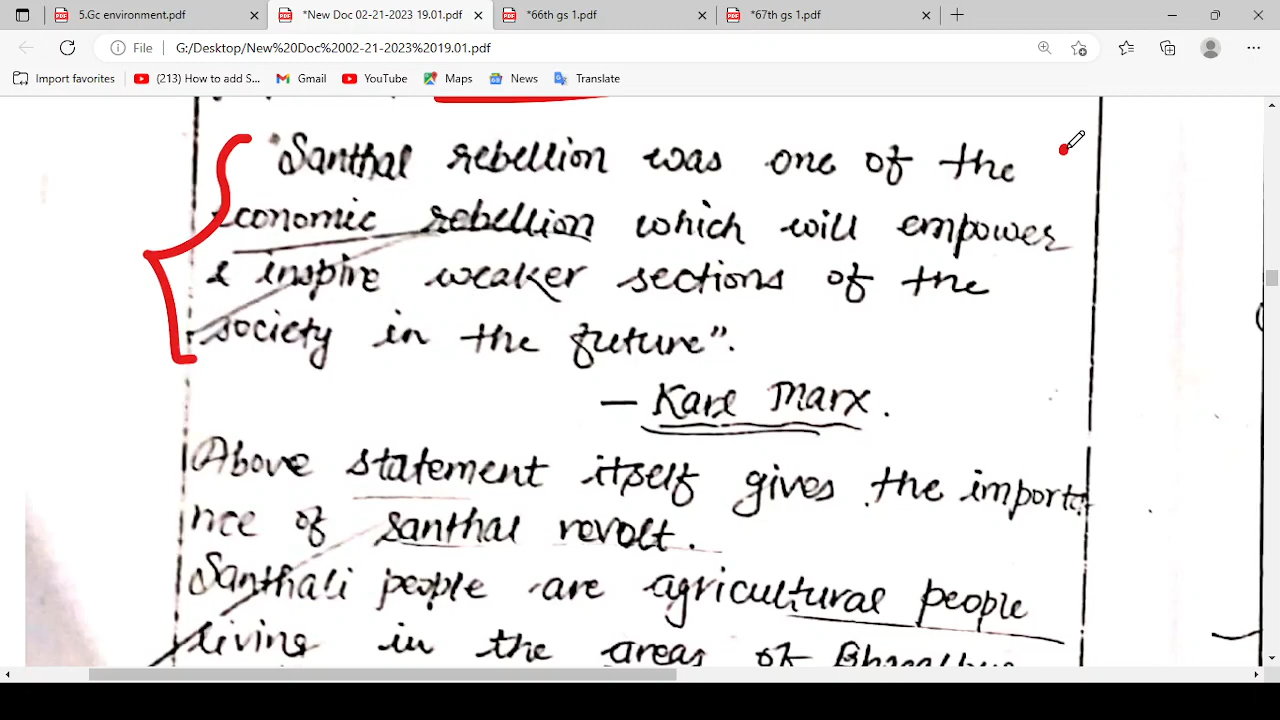 5.Gc environment.pdf
*New Doc 02-21-2023 19.01.pdf
*66th gs 1.pdf
*67th gs 1.pdf
File
G:/Desktop/New%20Doc%2002-21-2023%2019.01.pdf
Import favorites
(213) How to add S...
Gmail
YouTube
Maps
News
Translate
"Santhal rebellion was one of the
economic rebellion which will empower
& inspire weaker sections of the
society in the future".
— Karl Marx.
Above statement itself gives the importa
nce of santhal revolt.
Santhali people are agricultural people
living in the areas of